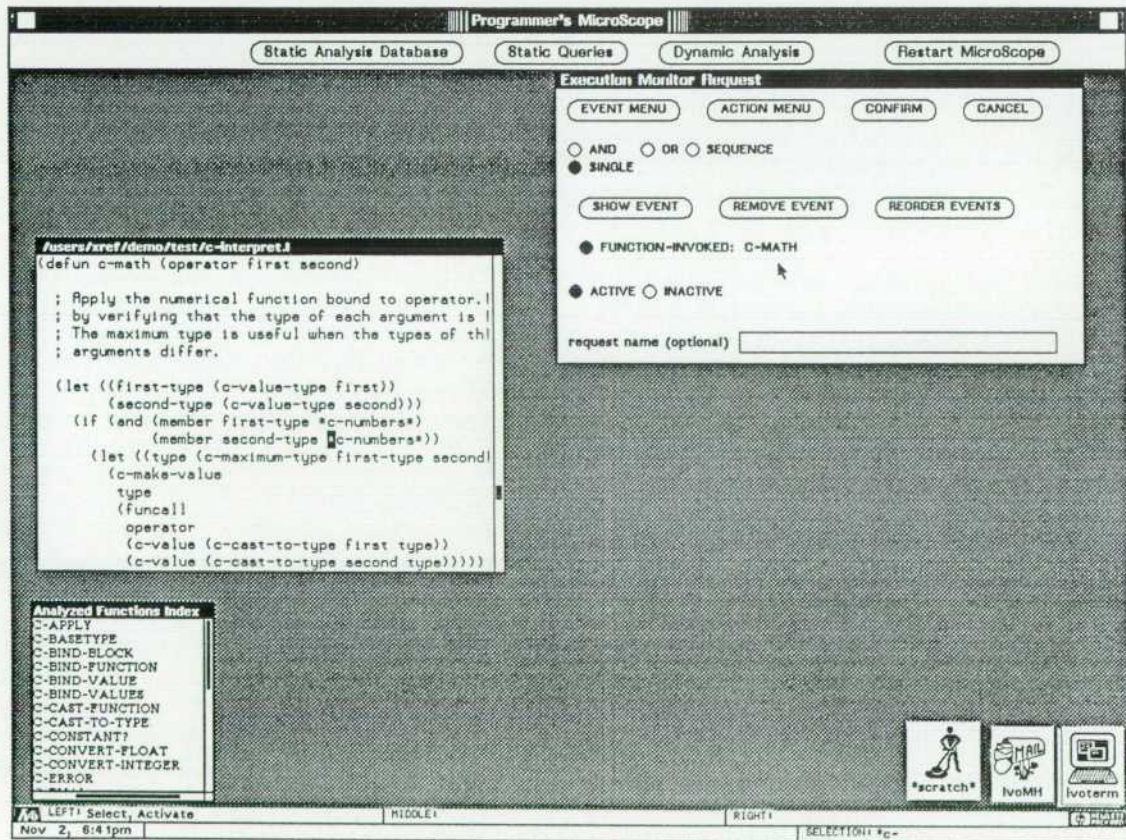 Programmer's MicroScope
Static Analysis Database Static Queries Dynamic Analysis Restart MicroScope
Execution Monitor Request
EVENT MENU ACTION MENU CONFIRM CANCEL
AND OR SEQUENCE
SINGLE
SHOW EVENT REMOVE EVENT REORDER EVENTS
FUNCTION-INVOKED: C-MATH
ACTIVE INACTIVE
request name (optional)
/users/xref/demo/test/c-interpret.l
(defun c-math (operator first second)
; Apply the numerical function bound to operator.!
; by verifying that the type of each argument is !
; The maximum type is useful when the types of th!
; arguments differ.
(let ((first-type (c-value-type first))
(second-type (c-value-type second)))
(if (and (member first-type *c-numbers*)
(member second-type *c-numbers*))
(let ((type (c-maximum-type first-type second!
(c-make-value
type
(funcall
operator
(c-value (c-cast-to-type first type))
(c-value (c-cast-to-type second type)))))
Analyzed Functions Index
C-APPLY
C-BASETYPE
C-BIND-BLOCK
C-BIND-FUNCTION
C-BIND-VALUE
C-BIND-VALUES
C-CAST-FUNCTION
C-CAST-TO-TYPE
C-CONSTANT?
C-CONVERT-FLOAT
C-CONVERT-INTEGER
C-ERROR
*scratch* MAIL IvoMH Ivoterm
LEFT: Select, Activate MIDDLE: RIGHT:
Nov 2, 6:41pm SELECTION: *c-